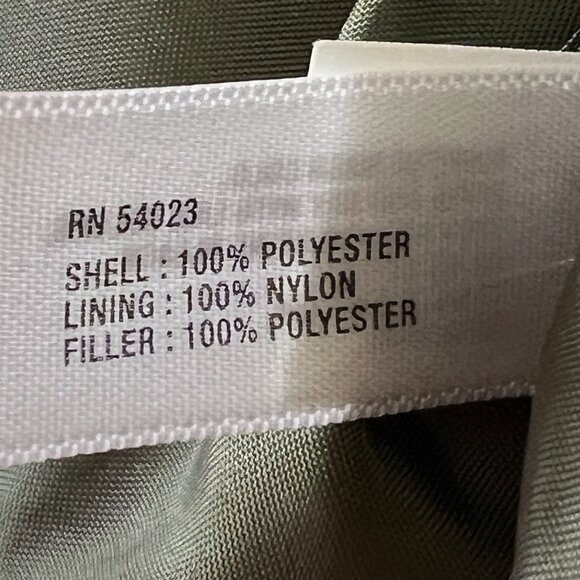 RN 54023
SHELL : 100% POLYESTER
LINING : 100% NYLON
FILLER : 100% POLYESTER